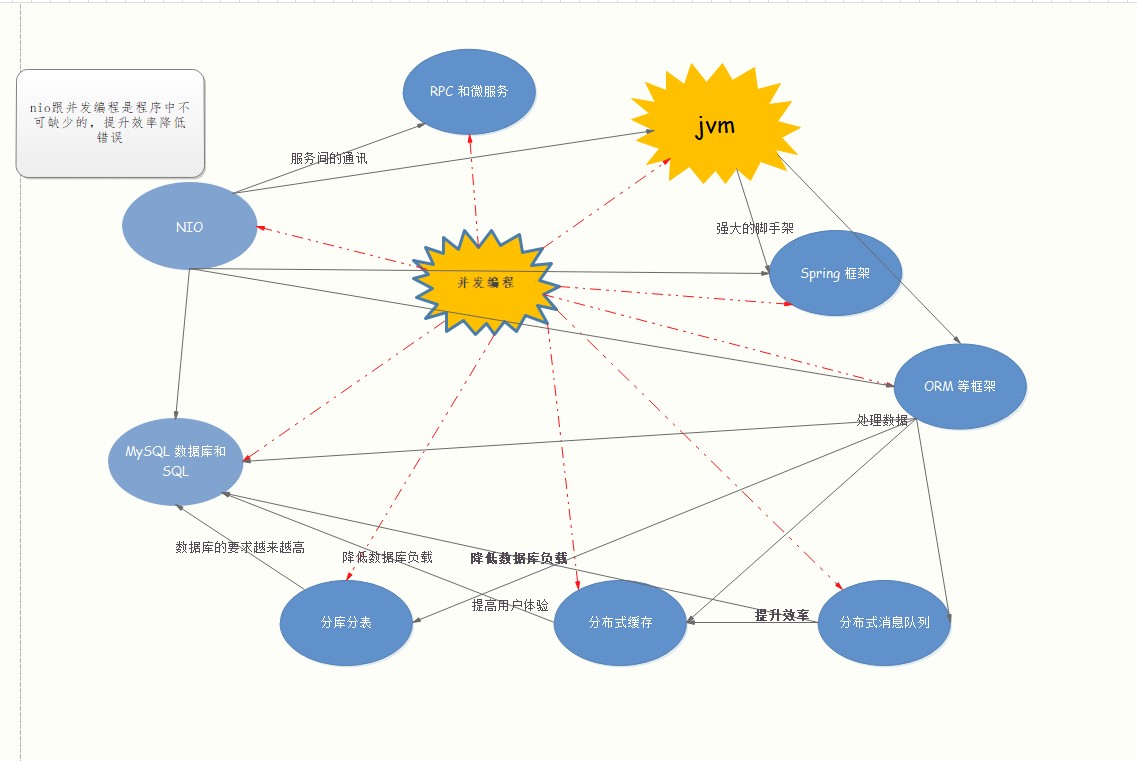 RPC 和微服务
nio跟并发编程是程序中不
可缺少的，提升效率降低
错误
jvm
服务间的通讯
NIO
强大的脚手架
Spring 框架
并发编程
ORM 等框架
处理数据
MySQL 数据库和
SQL
数据库的要求越来越高
降低数据库负载
降低数据库负载
提高用户体验
提升效率
分库分表
分布式缓存
分布式消息队列